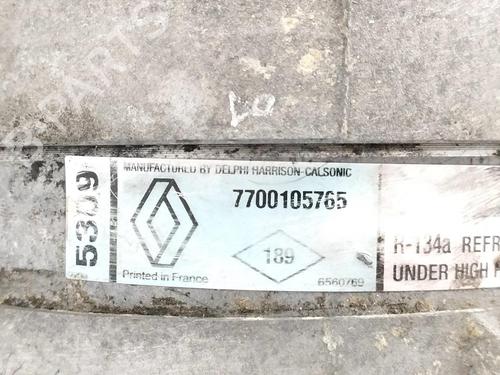 MANUFACTURED BY DELPHI HARRISON-CALSONIC
7700105765
5309
189
Printed in France
6560769
R-134a REFR
UNDER HIGH